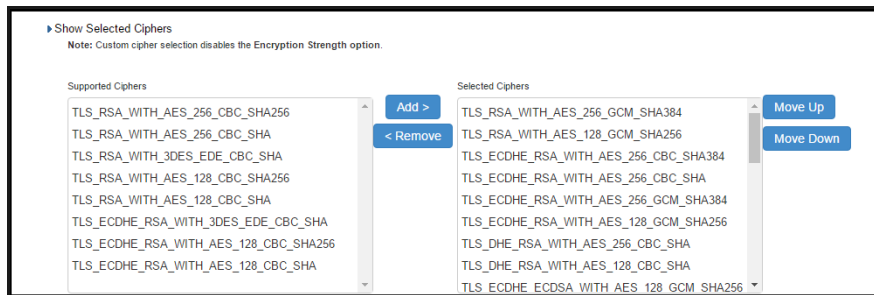 Show Selected Ciphers
Note: Custom cipher selection disables the Encryption Strength option.
Supported Ciphers
TLS_RSA_WITH_AES_256_CBC_SHA256
TLS_RSA_WITH_AES_256_CBC_SHA
TLS_RSA_WITH_3DES_EDE_CBC_SHA
TLS_RSA_WITH_AES_128_CBC_SHA256
TLS_RSA_WITH_AES_128_CBC_SHA
TLS_ECDHE_RSA_WITH_3DES_EDE_CBC_SHA
TLS_ECDHE_RSA_WITH_AES_128_CBC_SHA256
TLS_ECDHE_RSA_WITH_AES_128_CBC_SHA
Add >
< Remove
Selected Ciphers
TLS_RSA_WITH_AES_256_GCM_SHA384
TLS_RSA_WITH_AES_128_GCM_SHA256
TLS_ECDHE_RSA_WITH_AES_256_CBC_SHA384
TLS_ECDHE_RSA_WITH_AES_256_CBC_SHA
TLS_ECDHE_RSA_WITH_AES_256_GCM_SHA384
TLS_ECDHE_RSA_WITH_AES_128_GCM_SHA256
TLS_DHE_RSA_WITH_AES_256_CBC_SHA
TLS_DHE_RSA_WITH_AES_128_CBC_SHA
TLS_ECDHE_ECDSA_WITH_AES_128_GCM_SHA256
Move Up
Move Down